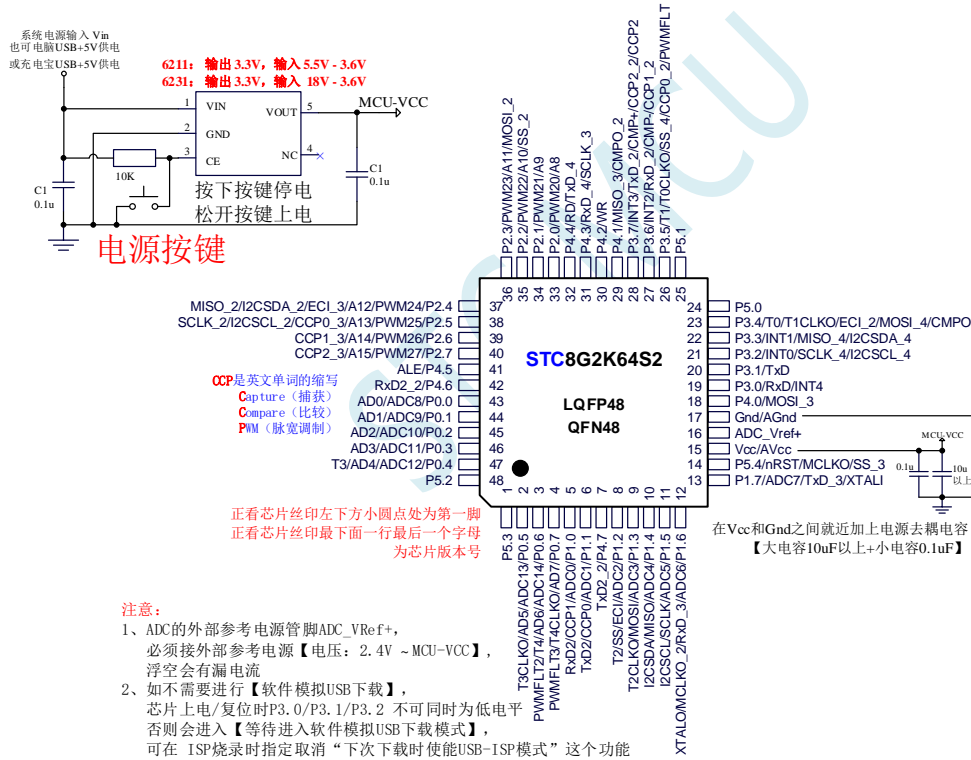 系统电源输入 Vin
也可电脑USB+5V供电
或充电宝USB+5V供电
6211： 输出3.3V，输入5.5V - 3.6V
6231： 输出3.3V，输入 18V - 3.6V
1 VIN
VOUT 5
MCU-VCC
2 GND
3 CE
NC 4
10K
C1
0.1u
C1
0.1u
按下按键停电
松开按键上电
电源按键
P2.3/PWM23/A11/MOSI_2
P2.2/PWM22/A10/SS_2
P2.1/PWM21/A9
P2.0/PWM20/A8
P4.4/RD/TxD_4
P4.3/RxD_4/SCLK_3
P4.2/WR
P4.1/MISO_3/CMPO_2
P3.7/INT3/TxD_2/CMP+/CCP2_2/CCP2
P3.6/INT2/RxD_2/CMP-/CCP1_2
P3.5/T1/T0CLKO/SS_4/CCP0_2/PWMFLT
P5.1
36 35 34 33 32 31 30 29 28 27 26 25
MISO_2/I2CSDA_2/ECI_3/A12/PWM24/P2.4 37
SCLK_2/I2CSCL_2/CCP0_3/A13/PWM25/P2.5 38
CCP1_3/A14/PWM26/P2.6 39
CCP2_3/A15/PWM27/P2.7 40
ALE/P4.5 41
RxD2_2/P4.6 42
AD0/ADC8/P0.0 43
AD1/ADC9/P0.1 44
AD2/ADC10/P0.2 45
AD3/ADC11/P0.3 46
T3/AD4/ADC12/P0.4 47
P5.2 48
CCP是英文单词的缩写
Capture（捕获）
Compare（比较）
PWM（脉宽调制）
STC8G2K64S2
LQFP48
QFN48
24 P5.0
23 P3.4/T0/T1CLKO/ECI_2/MOSI_4/CMPO
22 P3.3/INT1/MISO_4/I2CSDA_4
21 P3.2/INT0/SCLK_4/I2CSCL_4
20 P3.1/TxD
19 P3.0/RxD/INT4
18 P4.0/MOSI_3
17 Gnd/AGnd
16 ADC_Vref+
15 Vcc/AVcc
14 P5.4/nRST/MCLKO/SS_3
13 P1.7/ADC7/TxD_3/XTALI
MCU-VCC
0.1u
10u
以上
1 2 3 4 5 6 7 8 9 10 11 12
P5.3
T3CLKO/AD5/ADC13/P0.5
PWMFLT2/T4/AD6/ADC14/P0.6
PWMFLT3/T4CLKO/AD7/P0.7
RxD2/CCP1/ADC0/P1.0
TxD2/CCP0/ADC1/P1.1
TxD2_2/P4.7
T2/SS/ECI/ADC2/P1.2
T2CLKO/MOSI/ADC3/P1.3
I2CSDA/MISO/ADC4/P1.4
I2CSCL/SCLK/ADC5/P1.5
XTALO/MCLKO_2/RxD_3/ADC6/P1.6
正看芯片丝印左下方小圆点处为第一脚
正看芯片丝印最下面一行最后一个字母
为芯片版本号
在Vcc和Gnd之间就近加上电源去耦电容
【大电容10uF以上+小电容0.1uF】
注意：
1、ADC的外部参考电源管脚ADC_VRef+，
必须接外部参考电源【电压：2.4V ~ MCU-VCC】，
浮空会有漏电流
2、如不需要进行【软件模拟USB下载】，
芯片上电/复位时P3.0/P3.1/P3.2 不可同时为低电平
否则会进入【等待进入软件模拟USB下载模式】，
可在 ISP烧录时指定取消“下次下载时使能USB-ISP模式”这个功能
STCMCU